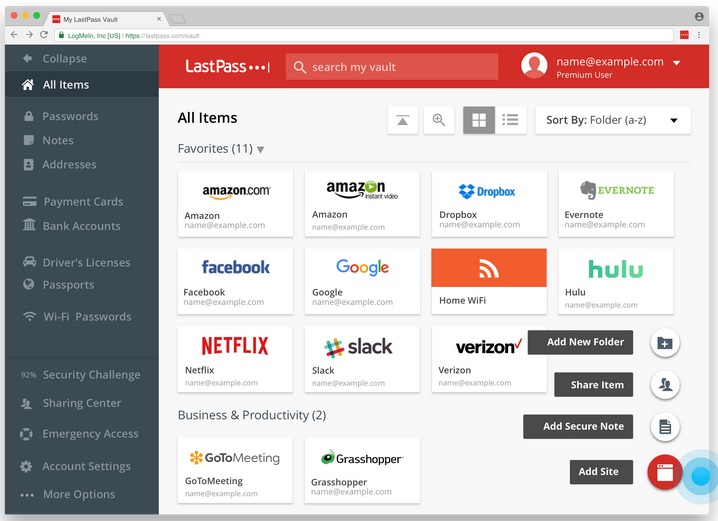 My LastPass Vault
LogMeIn, Inc [US] | https://lastpass.com/vault
Collapse
All Items
Passwords
Notes
Addresses
Payment Cards
Bank Accounts
Driver's Licenses
Passports
Wi-Fi Passwords
92% Security Challenge
Sharing Center
Emergency Access
Account Settings
More Options
LastPass
search my vault
name@example.com
Premium User
All Items
Sort By: Folder (a-z)
Favorites (11)
amazon.com
Amazon
name@example.com
amazon
instant video
Amazon
name@example.com
Dropbox
Dropbox
name@example.com
EVERNOTE
Evernote
name@example.com
facebook
Facebook
name@example.com
Google
Google
name@example.com
Home WiFi
hulu
Hulu
name@example.com
NETFLIX
Netflix
name@example.com
slack
Slack
name@example.com
verizon
Verizon
name@example.com
Add New Folder
Share Item
Add Secure Note
Add Site
Business & Productivity (2)
GoToMeeting
GoToMeeting
name@example.com
Grasshopper
Grasshopper
name@example.com